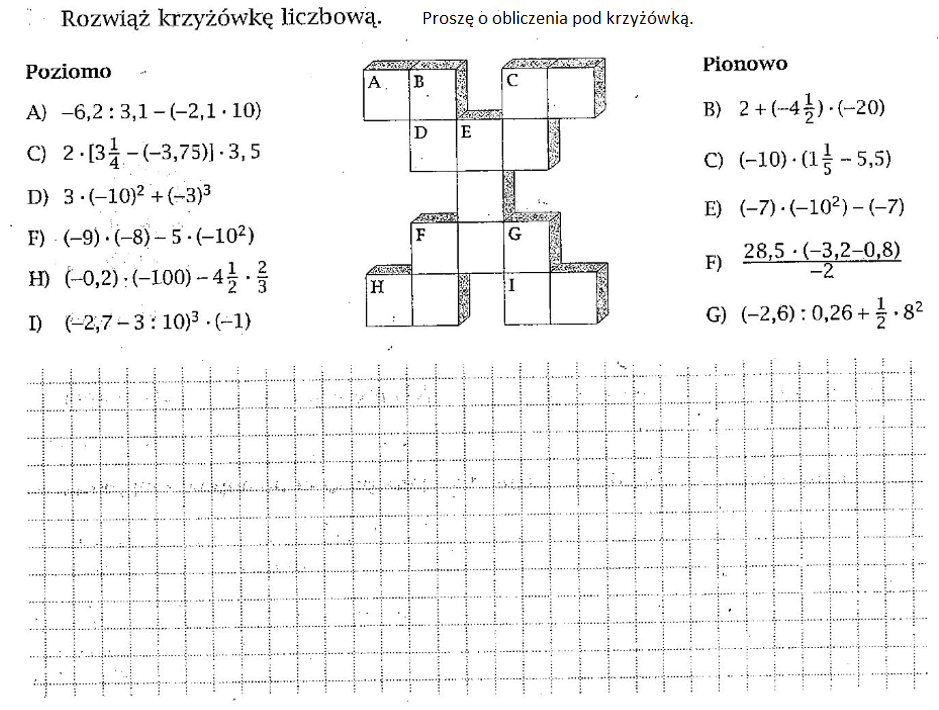 Rozwiąż krzyżówkę liczbową. Proszę o obliczenia pod krzyżówką.
Poziomo
A) −6,2 : 3,1 − (−2,1 · 10)
C) 2 · [3 1/4 − (−3,75)] · 3,5
D) 3 · (−10)² + (−3)³
F) (−9) · (−8) − 5 · (−10²)
H) (−0,2) · (−100) − 4 1/2 · 2/3
I) (−2,7 − 3 : 10)³ · (−1)
A B C
D E
F G
H I
Pionowo
B) 2 + (−4 1/2) · (−20)
C) (−10) · (1 1/5 − 5,5)
E) (−7) · (−10²) − (−7)
F) 28,5 · (−3,2−0,8) / −2
G) (−2,6) : 0,26 + 1/2 · 8²